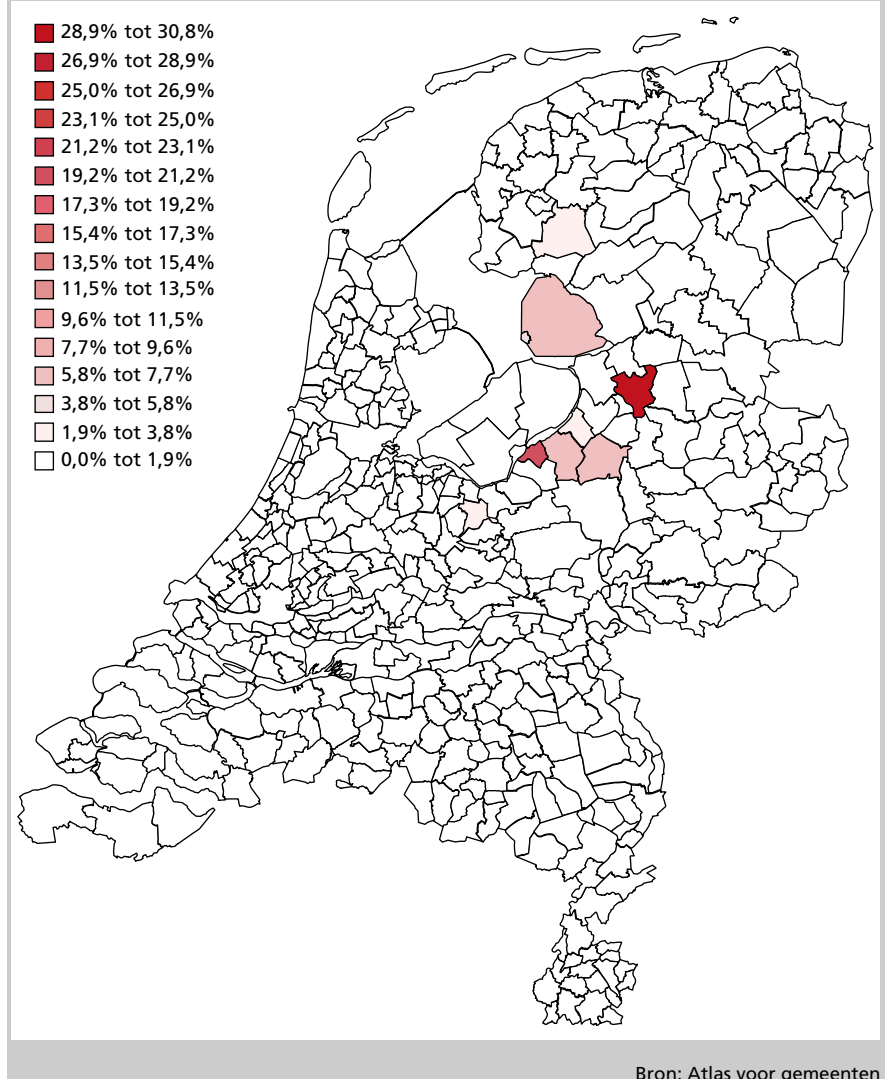 28,9% tot 30,8%
26,9% tot 28,9%
25,0% tot 26,9%
23,1% tot 25,0%
21,2% tot 23,1%
19,2% tot 21,2%
17,3% tot 19,2%
15,4% tot 17,3%
13,5% tot 15,4%
11,5% tot 13,5%
9,6% tot 11,5%
7,7% tot 9,6%
5,8% tot 7,7%
3,8% tot 5,8%
1,9% tot 3,8%
0,0% tot 1,9%
Bron: Atlas voor gemeenten